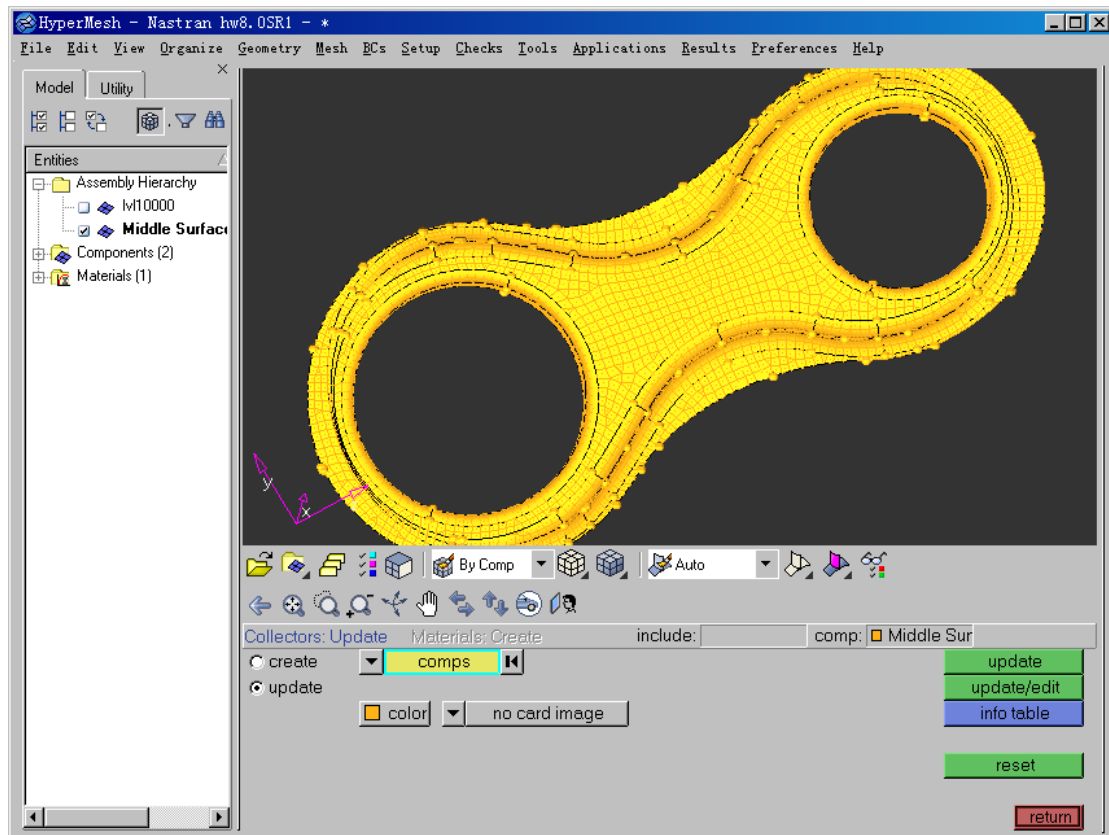 HyperMesh - Nastran hw8.OSR1 - *
File Edit View Organize Geometry Mesh BCs Setup Checks Tools Applications Results Preferences Help
Model Utility
Entities
Assembly Hierarchy
lvl10000
Middle Surfac
Components (2)
Materials (1)
y
x
By Comp
Auto
Collectors: Update Materials: Create include: comp: Middle Sur
create comps update
update update/edit
color no card image info table
reset
return